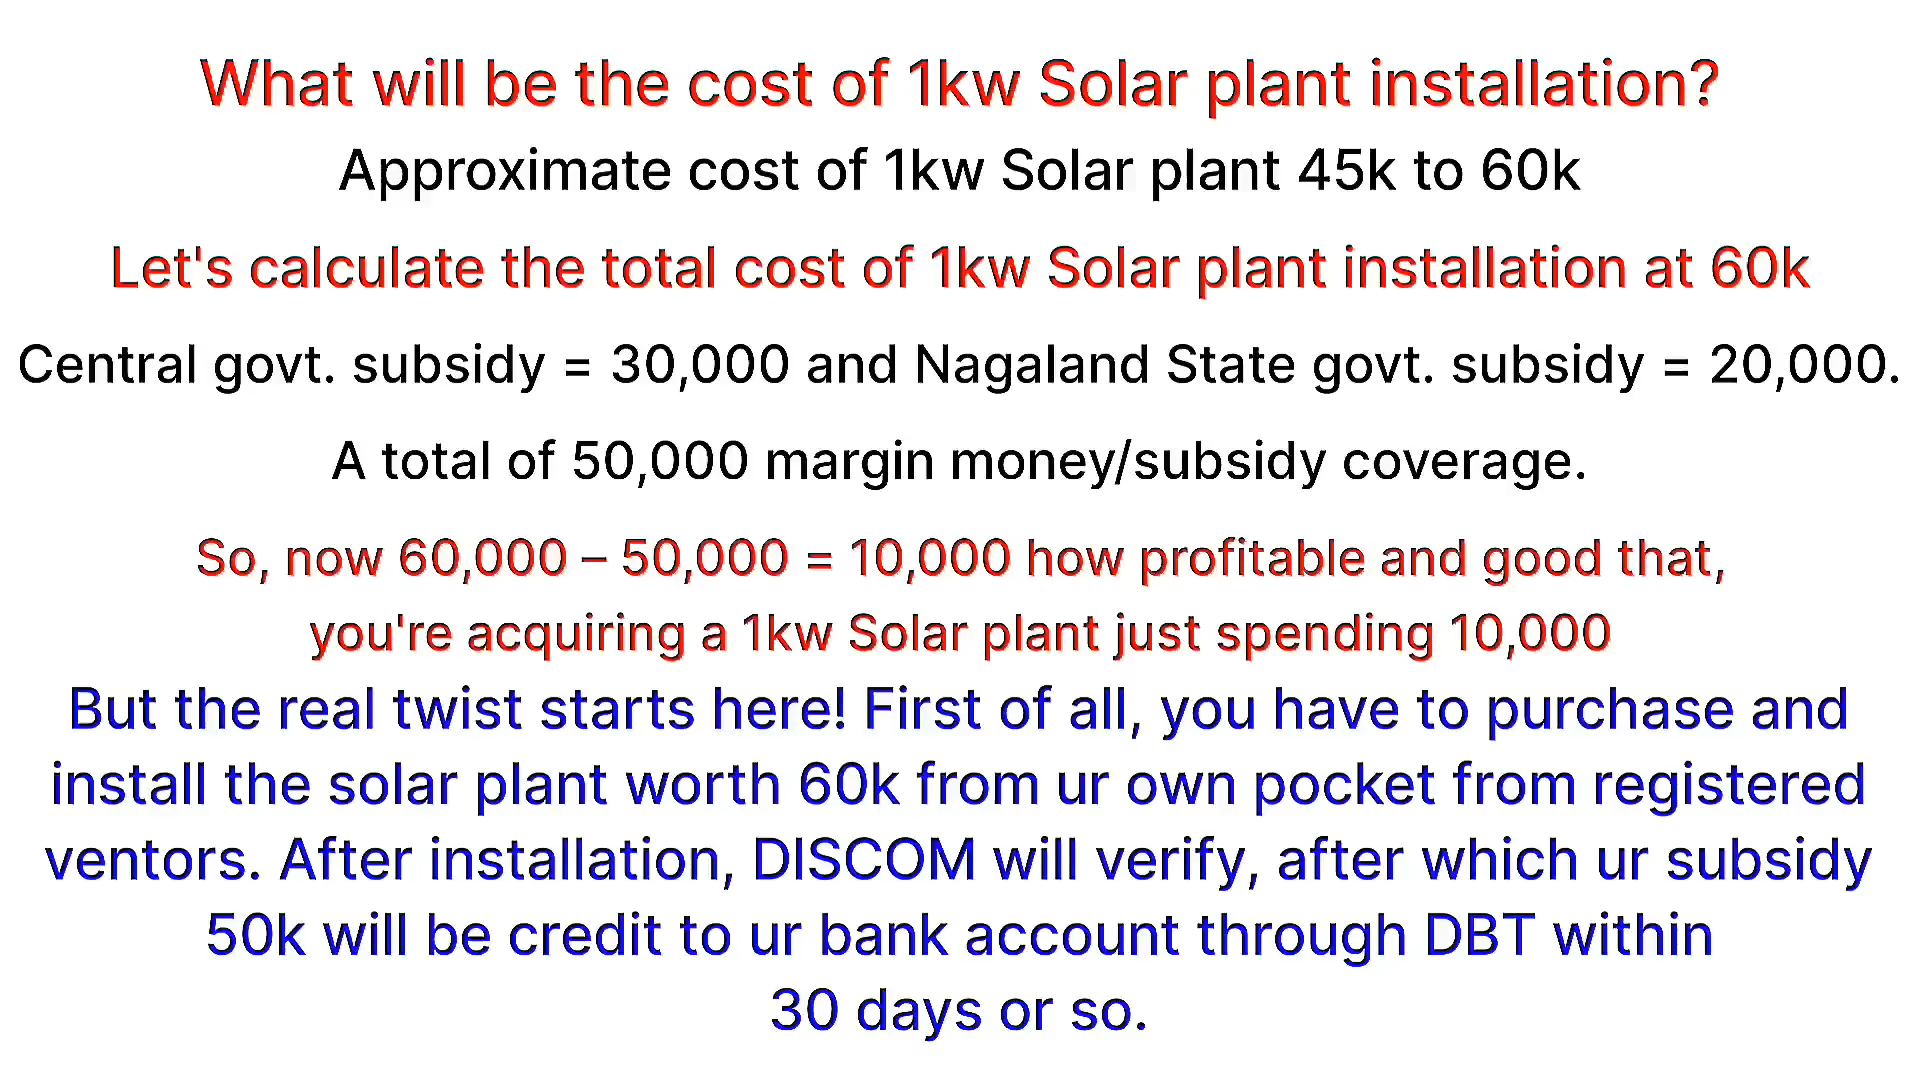 What will be the cost of 1kw Solar plant installation?
Approximate cost of 1kw Solar plant 45k to 60k
Let's calculate the total cost of 1kw Solar plant installation at 60k
Central govt. subsidy = 30,000 and Nagaland State govt. subsidy = 20,000.
A total of 50,000 margin money/subsidy coverage.
So, now 60,000 – 50,000 = 10,000 how profitable and good that,
you're acquiring a 1kw Solar plant just spending 10,000
But the real twist starts here! First of all, you have to purchase and
install the solar plant worth 60k from ur own pocket from registered
ventors. After installation, DISCOM will verify, after which ur subsidy
50k will be credit to ur bank account through DBT within
30 days or so.